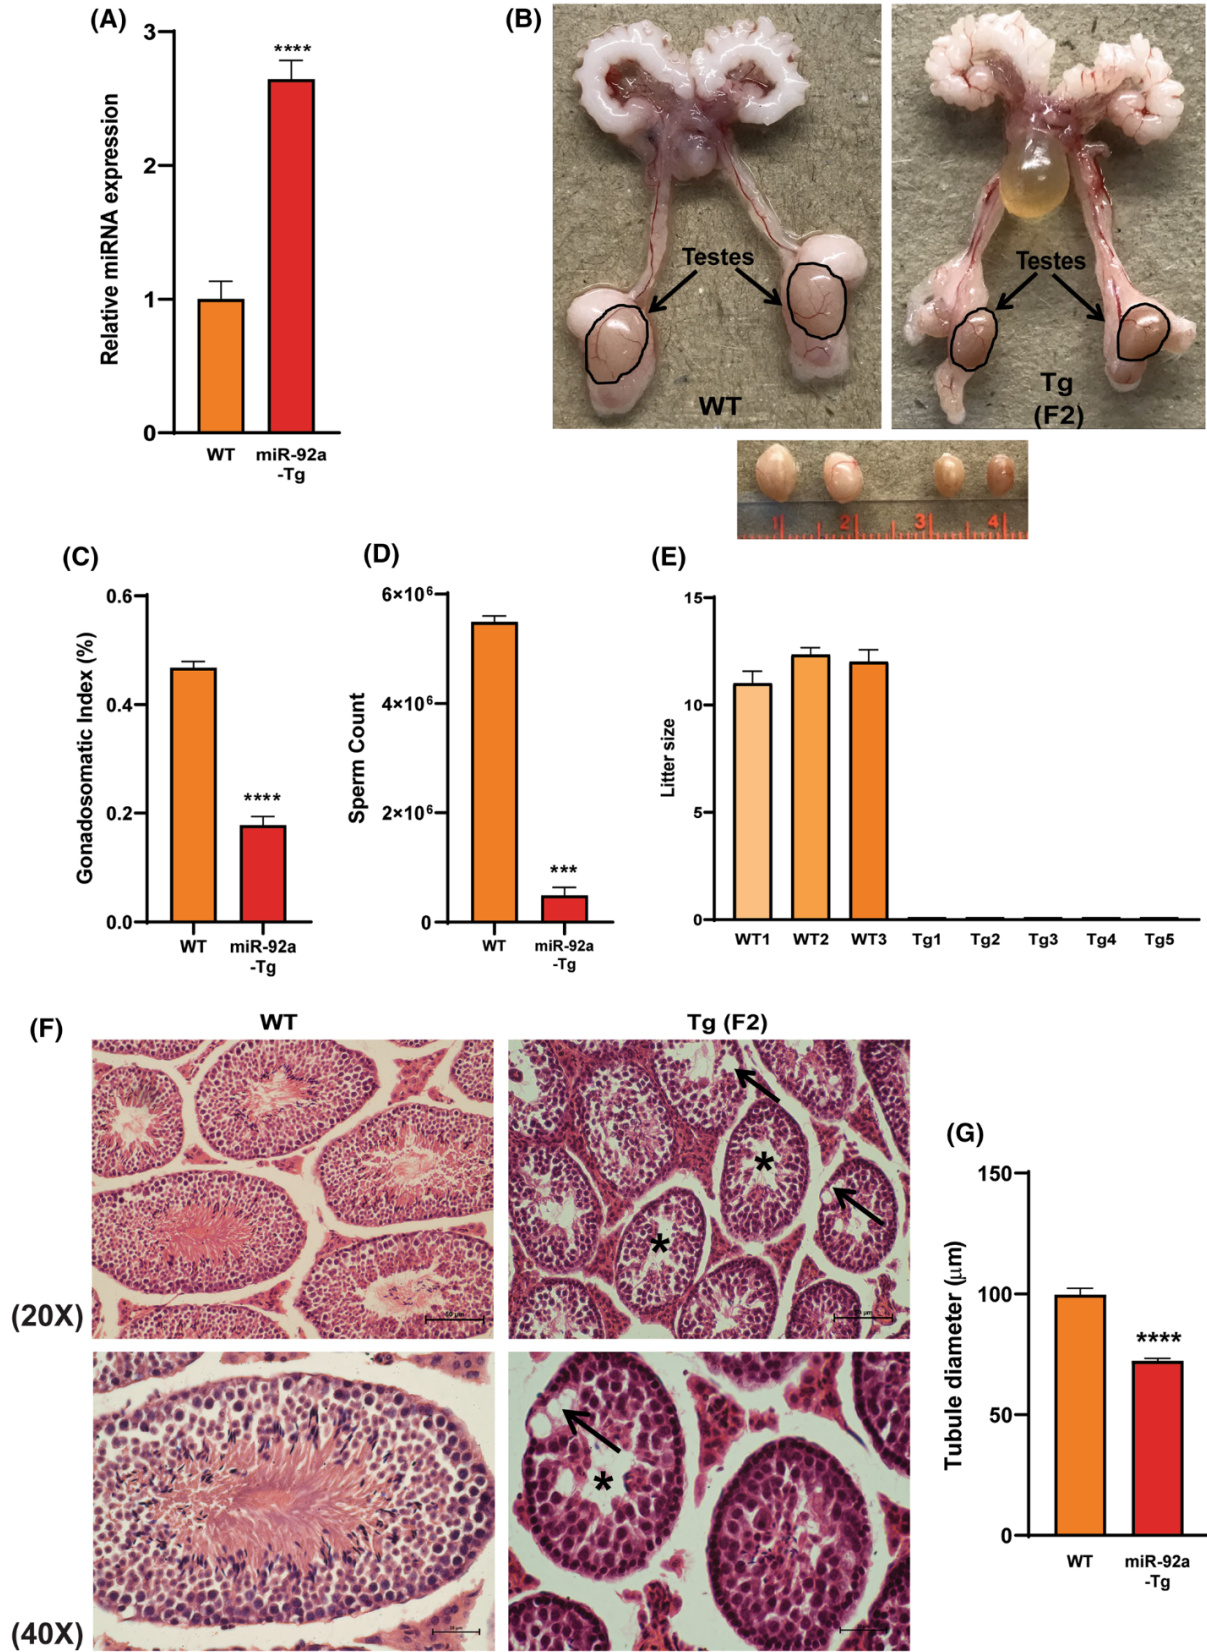 (A)
3
2
1
0
Relative miRNA expression
****
WT
miR-92a
-Tg
(B)
Testes
WT
Testes
Tg
(F2)
1 2 3 4
(C)
0.6
0.4
0.2
0.0
Gonadosomatic Index (%)
****
WT
miR-92a
-Tg
(D)
6×10⁶
4×10⁶
2×10⁶
0
Sperm Count
***
WT
miR-92a
-Tg
(E)
15
10
5
0
Litter size
WT1 WT2 WT3 Tg1 Tg2 Tg3 Tg4 Tg5
(F)
WT
Tg (F2)
*
*
(20X)
*
(40X)
(G)
150
100
50
0
Tubule diameter (μm)
****
WT
miR-92a
-Tg